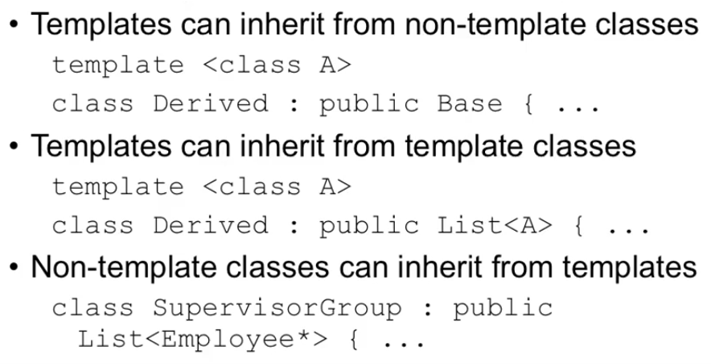 • Templates can inherit from non-template classes
template <class A>
class Derived : public Base { ...
• Templates can inherit from template classes
template <class A>
class Derived : public List<A> { ...
• Non-template classes can inherit from templates
class SupervisorGroup : public
List<Employee*> { ...